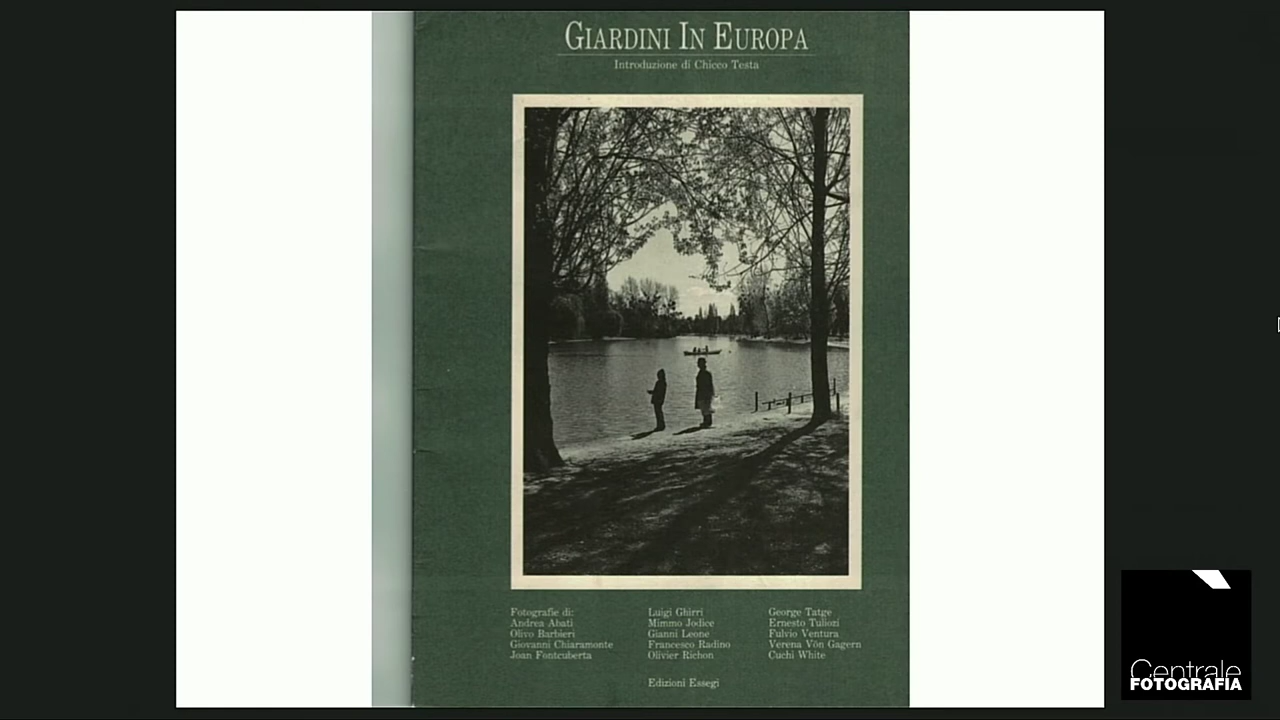 GIARDINI IN EUROPA
Introduzione di Chicco Testa
Fotografie di:
Andrea Abati
Olivo Barbieri
Giovanni Chiaramonte
Joan Fontcuberta
Luigi Ghirri
Mimmo Jodice
Gianni Leone
Francesco Radino
Olivier Richon
George Tatge
Ernesto Tuliozi
Fulvio Ventura
Verena Vön Gagern
Cuchi White
Edizioni Essegi
Centrale
FOTOGRAFIA